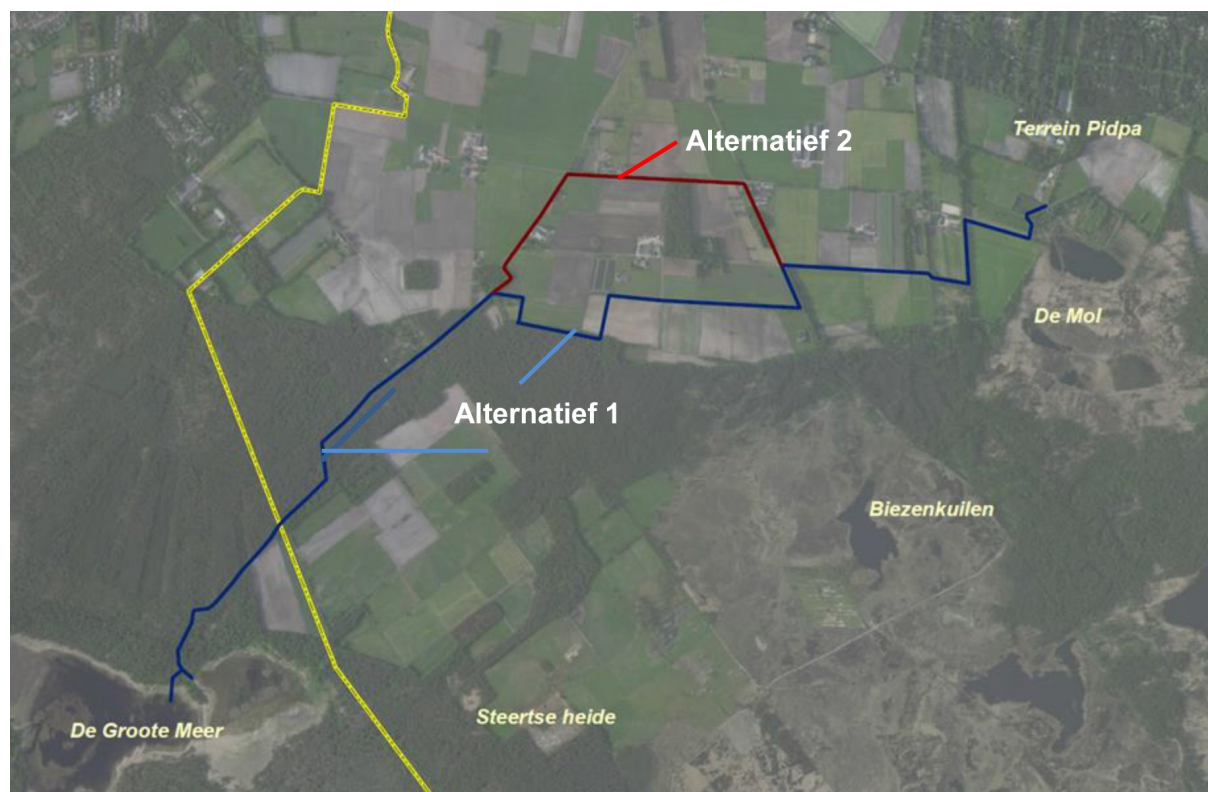 Terrein Pidpa
Alternatief 2
De Mol
Alternatief 1
Biezenkuilen
Steertse heide
De Groote Meer